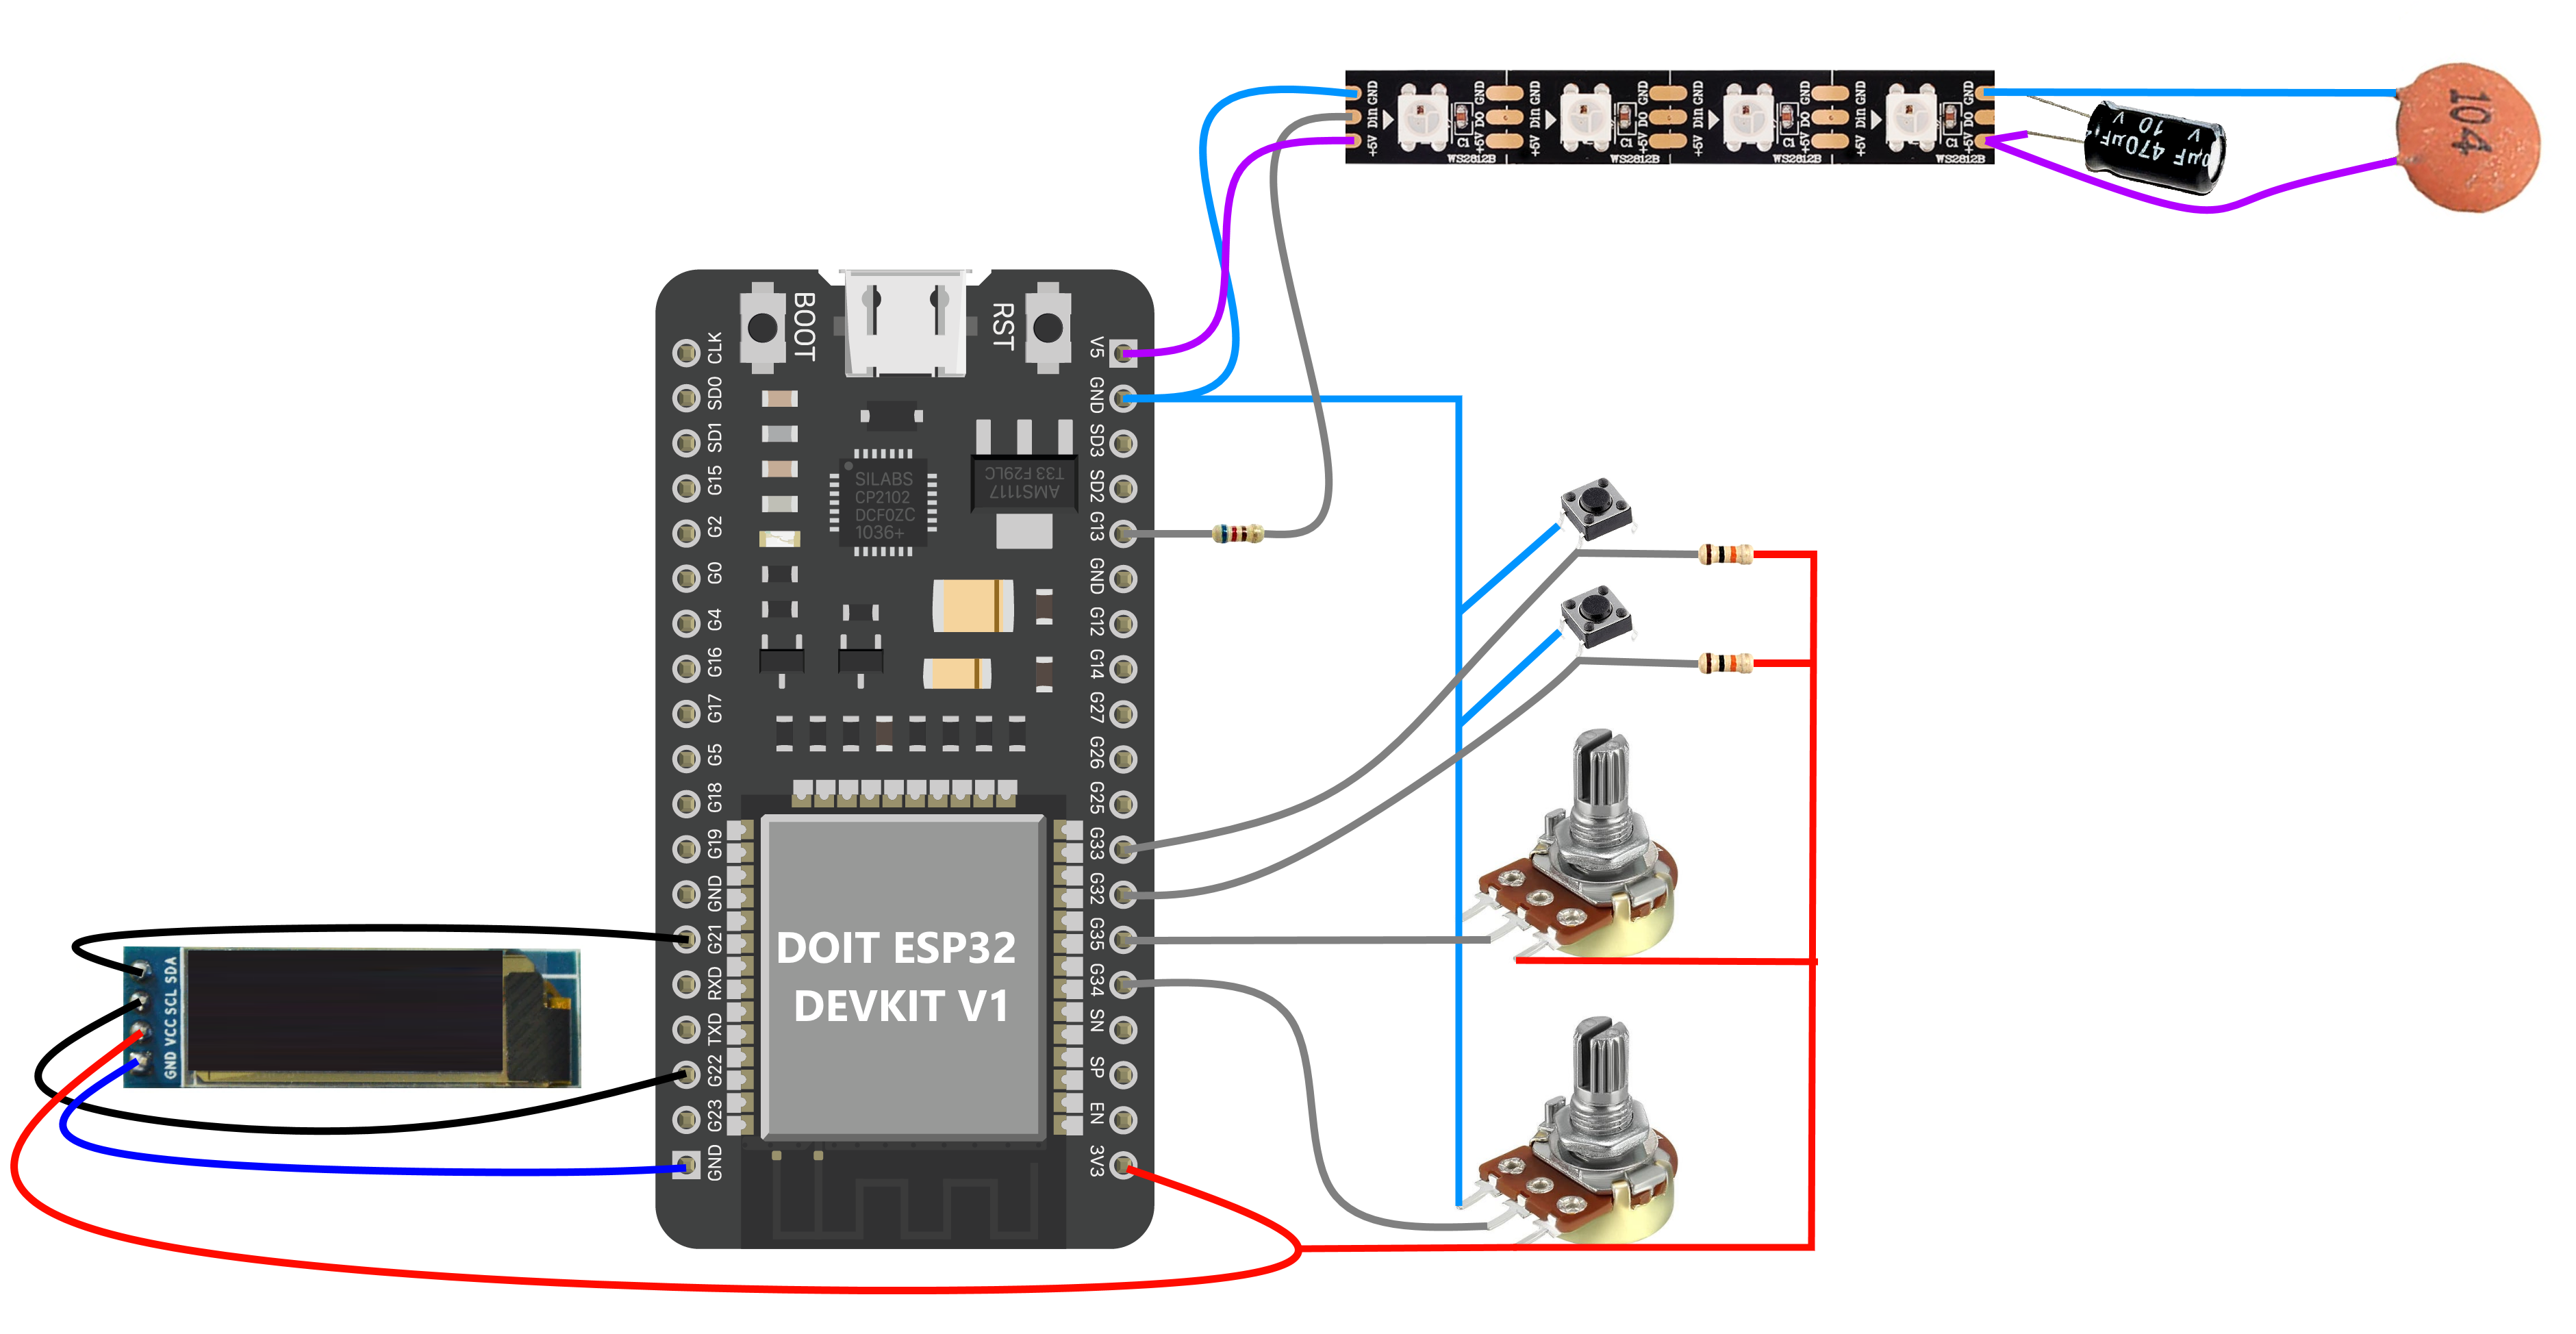 GND
Din
+5V
GND
DO
+5V
C1
WS2812B
GND
Din
+5V
GND
DO
+5V
C1
WS2812B
GND
Din
+5V
GND
DO
+5V
C1
WS2812B
GND
Din
+5V
GND
DO
+5V
C1
WS2812B
470µF
10 V
V
104
BOOT
RST
CLK
SD0
SD1
G15
G2
G0
G4
G16
G17
G5
G18
G19
GND
G21
RXD
TXD
G22
G23
GND
V5
GND
SD3
SD2
G13
GND
G12
G14
G27
G26
G25
G33
G32
G35
G34
SN
SP
EN
3V3
SILABS
CP2102
DCF0ZC
1036+
AMS1117
T33 F29LC
DOIT ESP32
DEVKIT V1
GND VCC SCL SDA